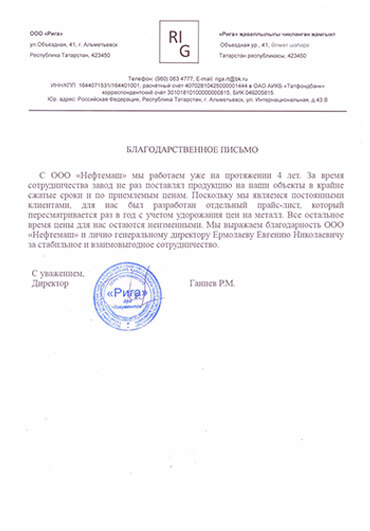 ООО «Рига»
ул.Объездная, 41, г. Альметьевск
Республика Татарстан, 423450
RI
G
«Рига» җаваплылыгы чикләнгән җәмгыят
Объездная ур., 41, Әлмәт шәһәре
Татарстан республикасы, 423450
Телефон: (960) 063 4777, E-mail: riga.rt@bk.ru
ИНН/КПП 1644071531/164401001, расчетный счёт 40702810425000001444 в ОАО АИКБ «Татфондбанк»
корреспондентский счёт 30101810100000000815, БИК 049205815
Юр. адрес: Российская Федерация, Республика Татарстан, г. Альметьевск, ул. Интернациональная, д.43 В
БЛАГОДАРСТВЕННОЕ ПИСЬМО
С ООО «Нефтемаш» мы работаем уже на протяжении 4 лет. За время
сотрудничества завод не раз поставлял продукцию на наши объекты в крайне
сжатые сроки и по приемлемым ценам. Поскольку мы являемся постоянными
клиентами, для нас был разработан отдельный прайс-лист, который
пересматривается раз в год с учетом удорожания цен на металл. Все остальное
время цены для нас остаются неизменными. Мы выражаем благодарность ООО
«Нефтемаш» и лично генеральному директору Ермолаеву Евгению Николаевичу
за стабильное и взаимовыгодное сотрудничество.
С уважением,
Директор
Ганиев Р.М.
«Рига»
для
документов